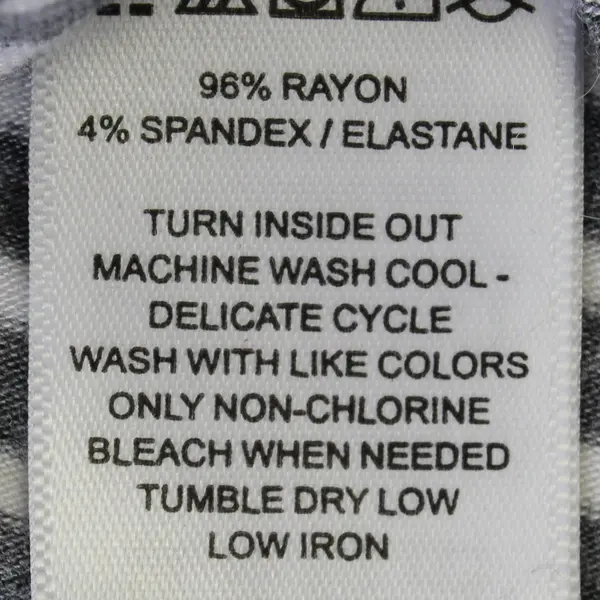 96% RAYON
4% SPANDEX / ELASTANE
TURN INSIDE OUT
MACHINE WASH COOL -
DELICATE CYCLE
WASH WITH LIKE COLORS
ONLY NON-CHLORINE
BLEACH WHEN NEEDED
TUMBLE DRY LOW
LOW IRON